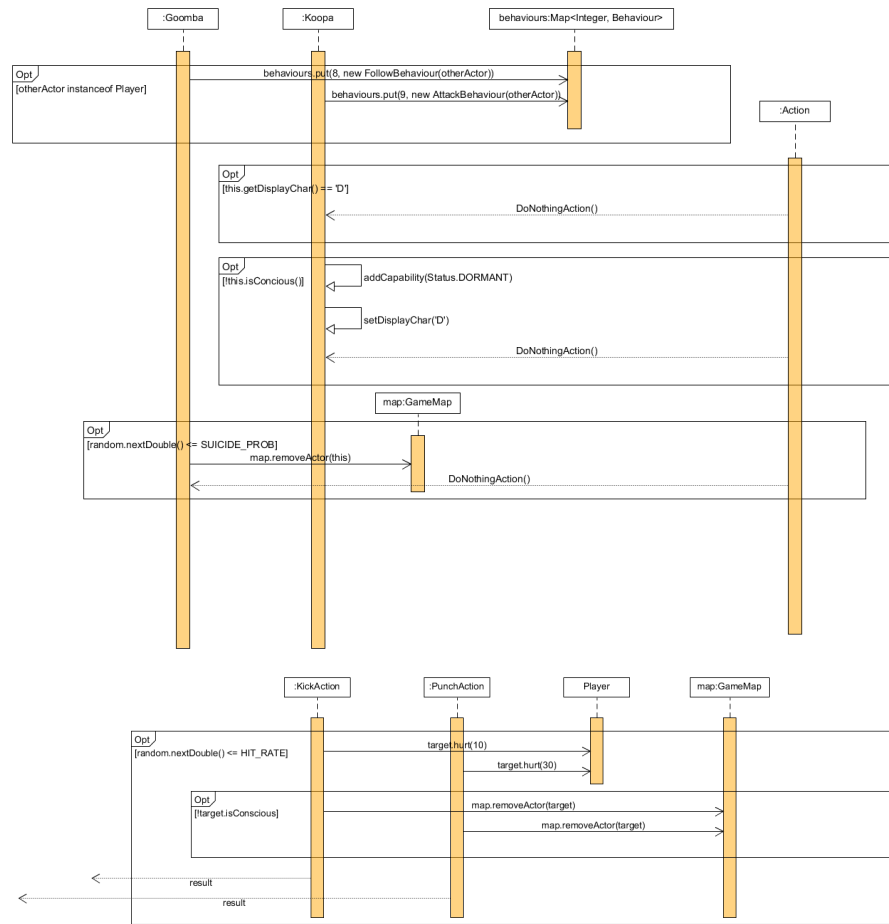 :Goomba
:Koopa
behaviours:Map<Integer, Behaviour>
Opt
[otherActor instanceof Player]
behaviours.put(8, new FollowBehaviour(otherActor))
behaviours.put(9, new AttackBehaviour(otherActor))
:Action
Opt
[this.getDisplayChar() == 'D']
DoNothingAction()
Opt
[!this.isConcious()]
addCapability(Status.DORMANT)
setDisplayChar('D')
DoNothingAction()
map:GameMap
Opt
[random.nextDouble() <= SUICIDE_PROB]
map.removeActor(this)
DoNothingAction()
:KickAction
:PunchAction
Player
map:GameMap
Opt
[random.nextDouble() <= HIT_RATE]
target.hurt(10)
target.hurt(30)
Opt
[!target.isConscious]
map.removeActor(target)
map.removeActor(target)
result
result